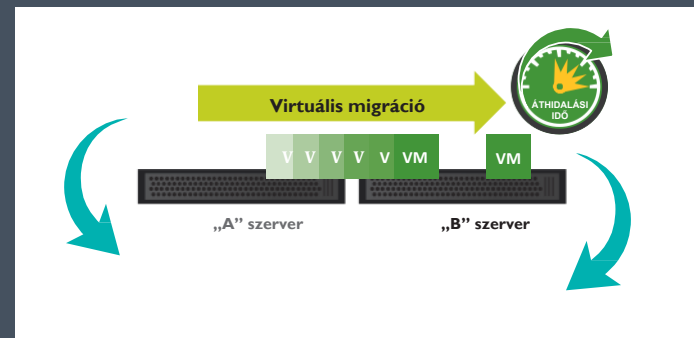 Virtuális migráció
ÁTHIDALÁSI
IDŐ
V V V V V VM
VM
„A” szerver
„B” szerver